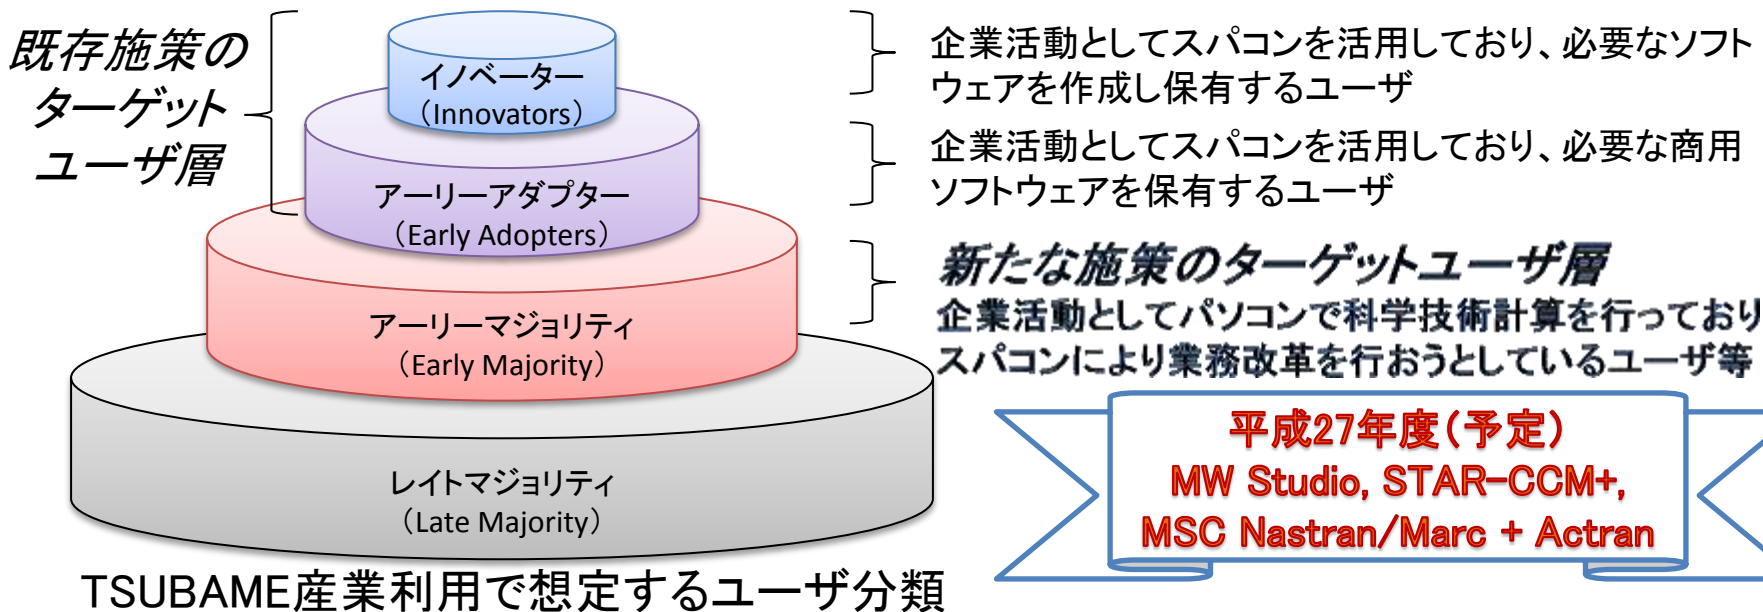 既存施策の
ターゲット
ユーザ層
イノベーター
（Innovators）
アーリーアダプター
（Early Adopters）
アーリーマジョリティ
（Early Majority）
レイトマジョリティ
（Late Majority）
企業活動としてスパコンを活用しており、必要なソフト
ウェアを作成し保有するユーザ
企業活動としてスパコンを活用しており、必要な商用
ソフトウェアを保有するユーザ
新たな施策のターゲットユーザ層
企業活動としてパソコンで科学技術計算を行っており
スパコンにより業務改革を行おうとしているユーザ等
平成27年度（予定）
MW Studio, STAR-CCM+,
MSC Nastran/Marc + Actran
TSUBAME産業利用で想定するユーザ分類